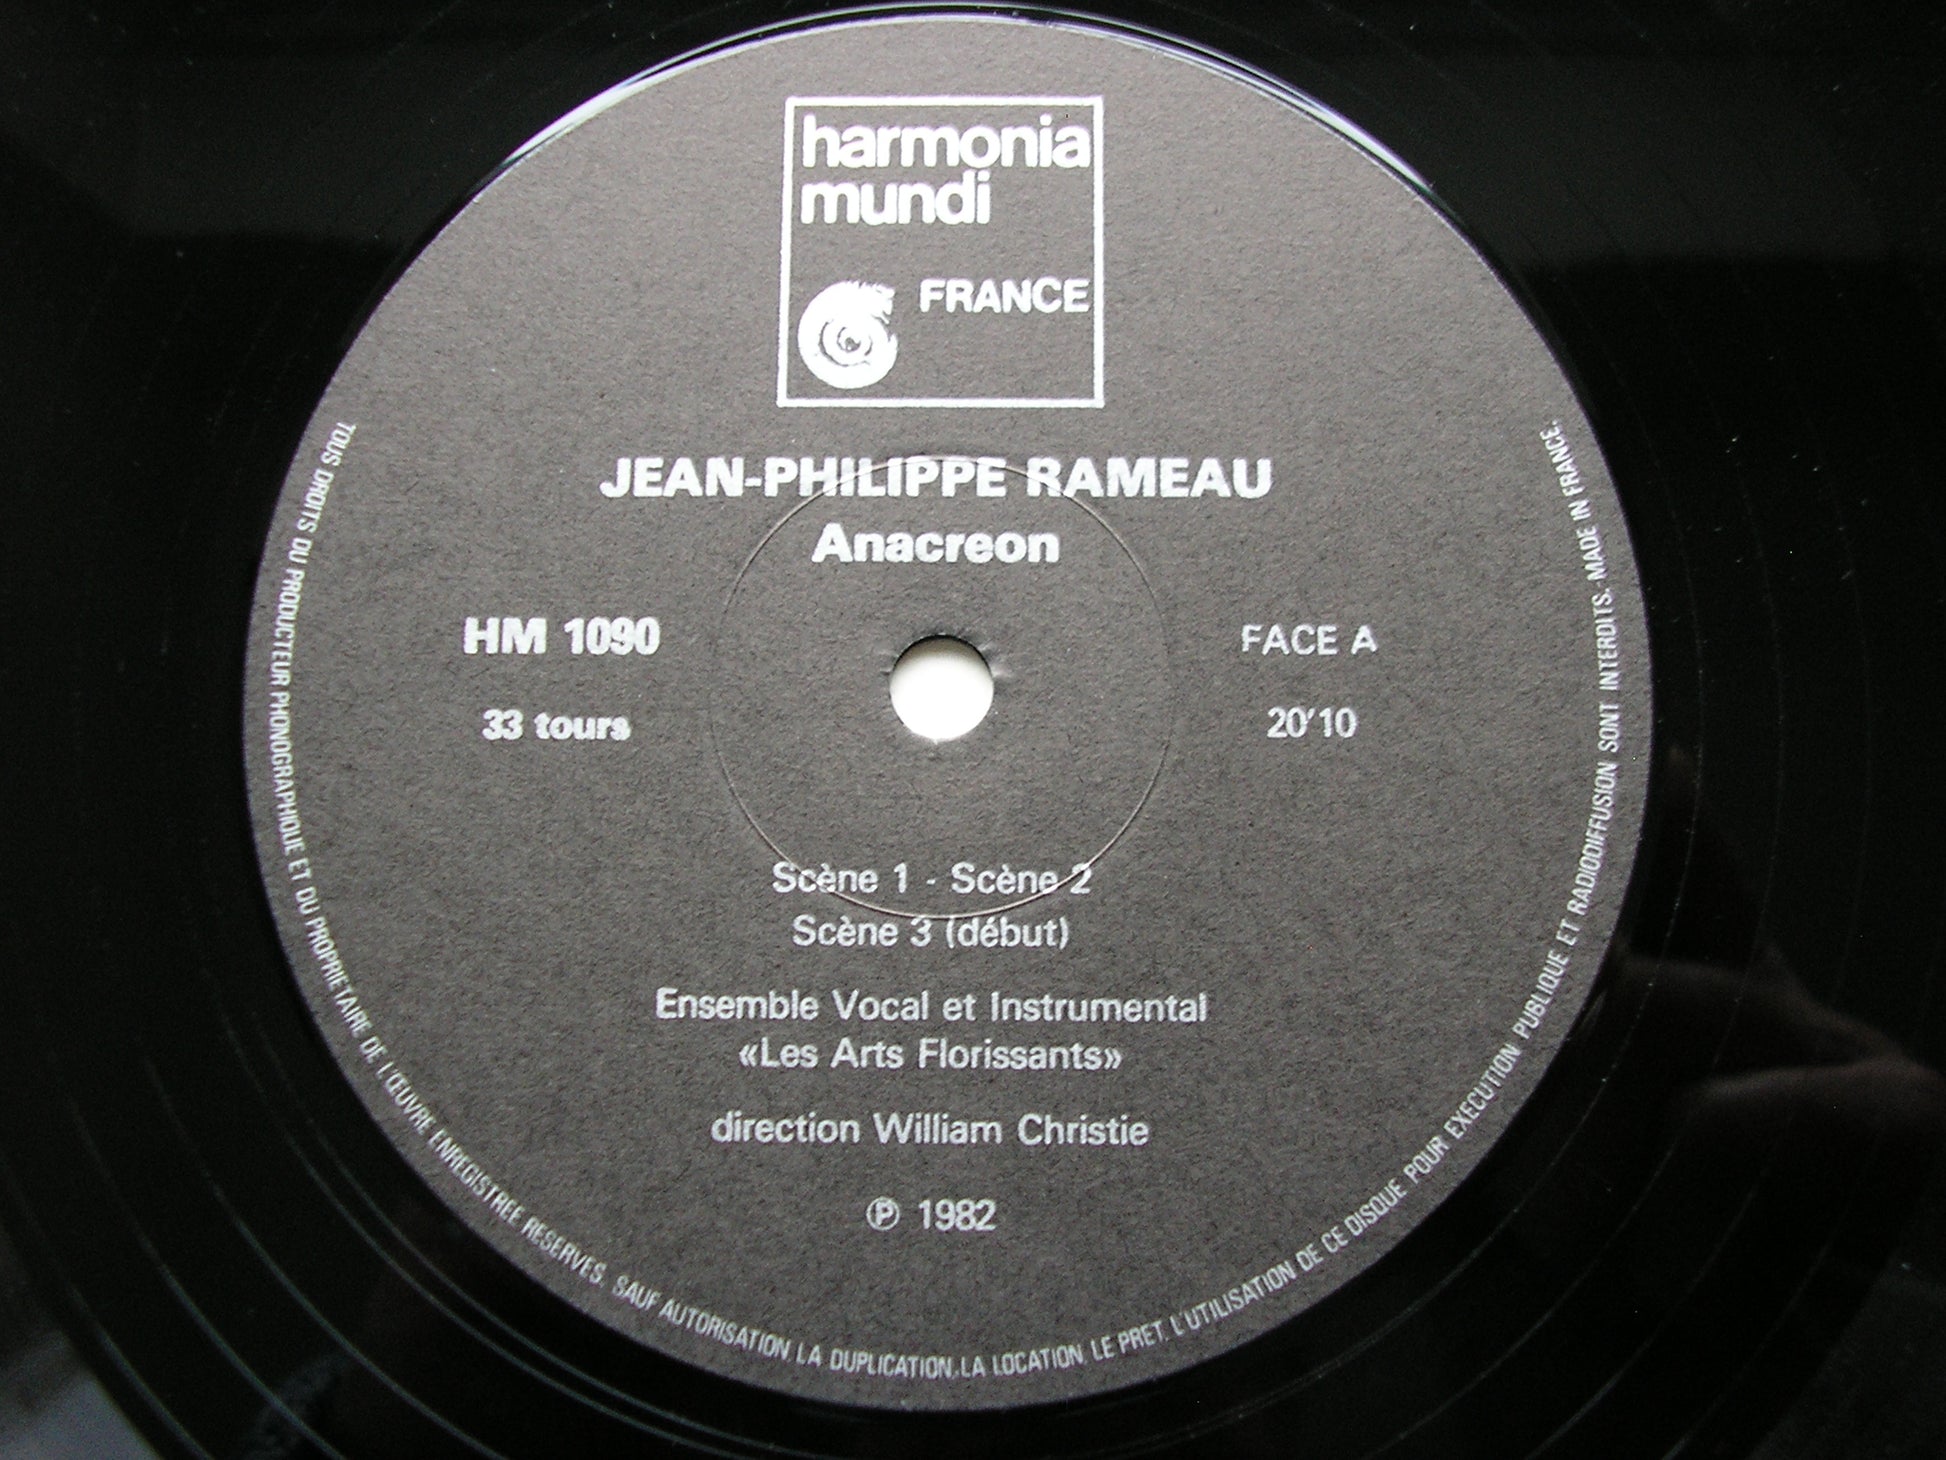 harmonia
mundi
FRANCE
JEAN-PHILIPPE RAMEAU
Anacreon
HM 1090
FACE A
33 tours
20'10
Scène 1 - Scène 2
Scène 3 (début)
Ensemble Vocal et Instrumental
«Les Arts Florissants»
direction William Christie
℗ 1982
TOUS DROITS DU PRODUCTEUR PHONOGRAPHIQUE ET DU PROPRIETAIRE DE L'ŒUVRE ENREGISTREE RESERVES. SAUF AUTORISATION LA DUPLICATION, LA LOCATION LE PRET, L'UTILISATION DE CE DISQUE POUR EXECUTION PUBLIQUE ET RADIODIFFUSION SONT INTERDITS. MADE IN FRANCE.